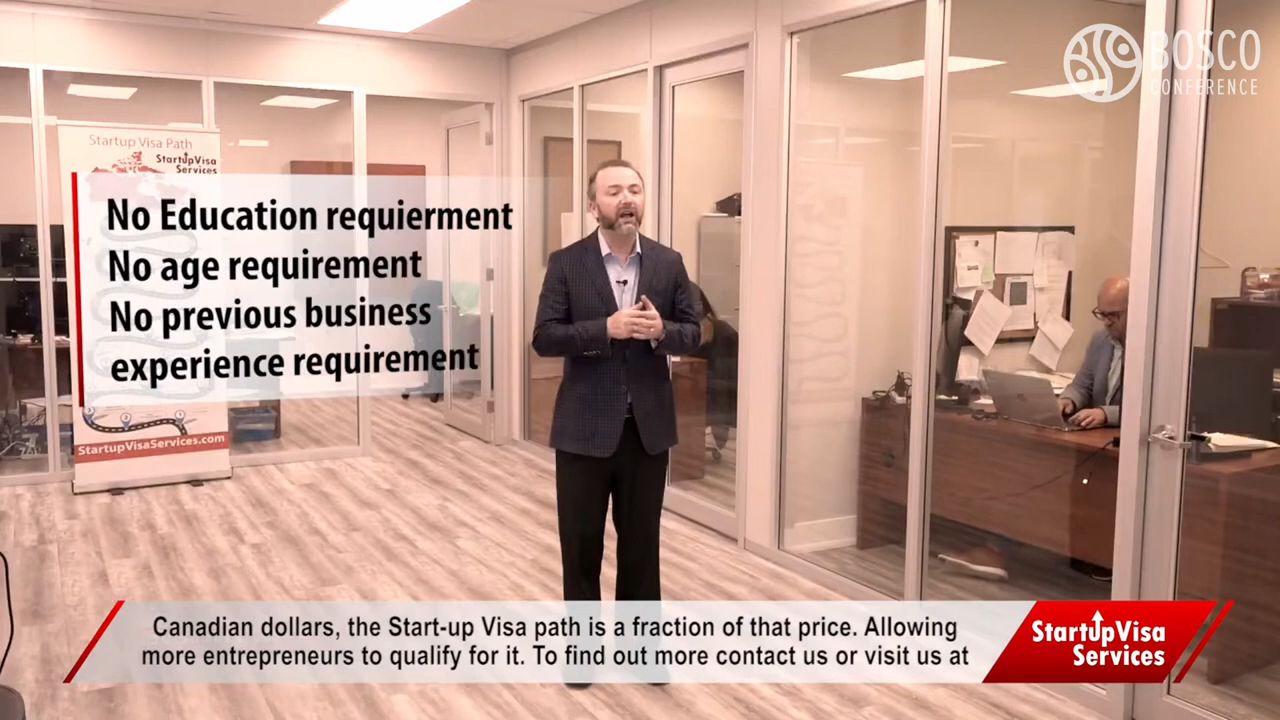 BOSCO
CONFERENCE
Startup Visa Path
StartupVisa
Services
No Education requierment
No age requirement
No previous business
experience requirement
StartupVisaServices.com
Canadian dollars, the Start-up Visa path is a fraction of that price. Allowing
more entrepreneurs to qualify for it. To find out more contact us or visit us at
StartUpVisa
Services